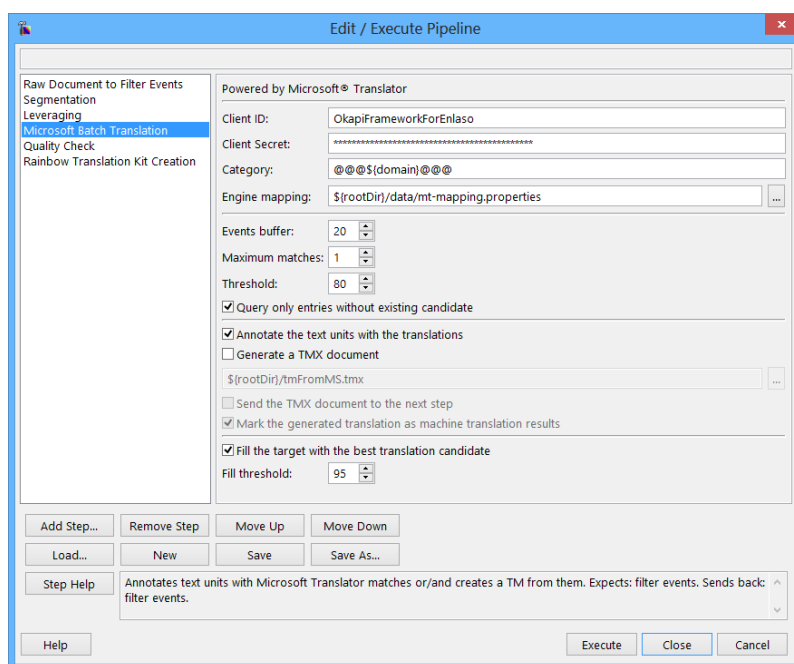 Edit / Execute Pipeline
x
Raw Document to Filter Events
Segmentation
Leveraging
Microsoft Batch Translation
Quality Check
Rainbow Translation Kit Creation
Powered by Microsoft® Translator
Client ID: OkapiFrameworkForEnlaso
Client Secret: ********************************************
Category: @@@${domain}@@@
Engine mapping: ${rootDir}/data/mt-mapping.properties ...
Events buffer: 20
Maximum matches: 1
Threshold: 80
Query only entries without existing candidate
Annotate the text units with the translations
Generate a TMX document
${rootDir}/tmFromMS.tmx ...
Send the TMX document to the next step
Mark the generated translation as machine translation results
Fill the target with the best translation candidate
Fill threshold: 95
Add Step... Remove Step Move Up Move Down
Load... New Save Save As...
Step Help
Annotates text units with Microsoft Translator matches or/and creates a TM from them. Expects: filter events. Sends back:
filter events.
Help Execute Close Cancel